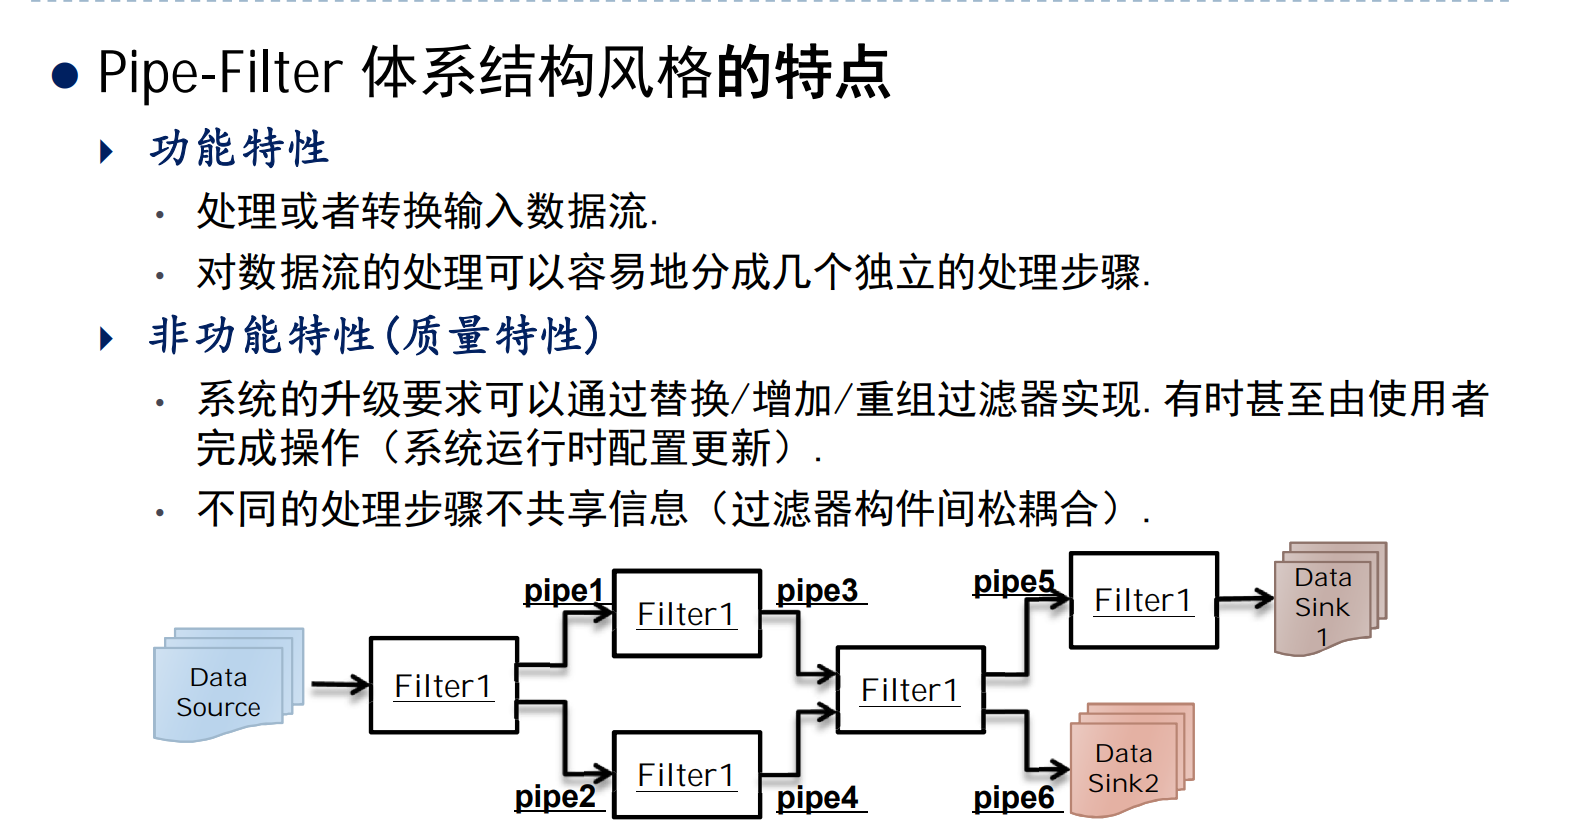 Pipe-Filter 体系结构风格的特点
功能特性
处理或者转换输入数据流.
对数据流的处理可以容易地分成几个独立的处理步骤.
非功能特性(质量特性)
系统的升级要求可以通过替换/增加/重组过滤器实现. 有时甚至由使用者
完成操作（系统运行时配置更新）.
不同的处理步骤不共享信息（过滤器构件间松耦合）.
Data
Source
Filter1
pipe1
Filter1
pipe3
pipe2
Filter1
pipe4
Filter1
pipe5
Filter1
Data
Sink
1
pipe6
Data
Sink2